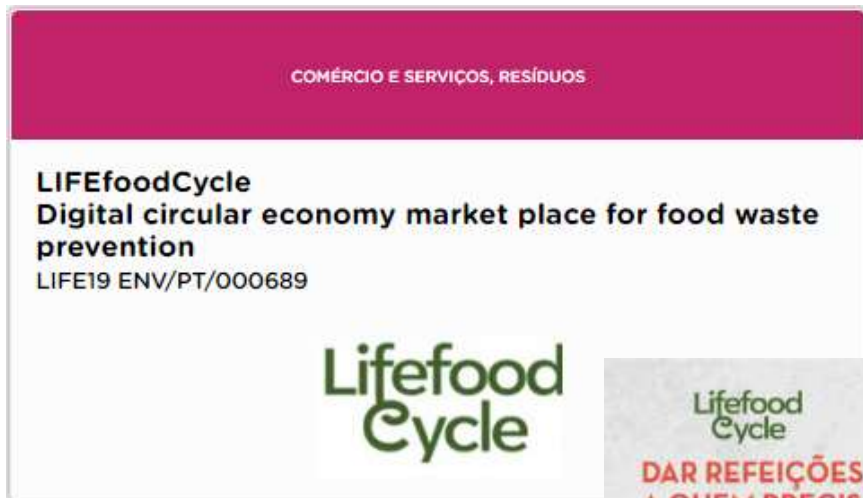 COMÉRCIO E SERVIÇOS, RESÍDUOS
LIFEfoodCycle
Digital circular economy market place for food waste
prevention
LIFE19 ENV/PT/000689
Lifefood
Cycle
Lifefood
Cycle
DAR REFEIÇÕES